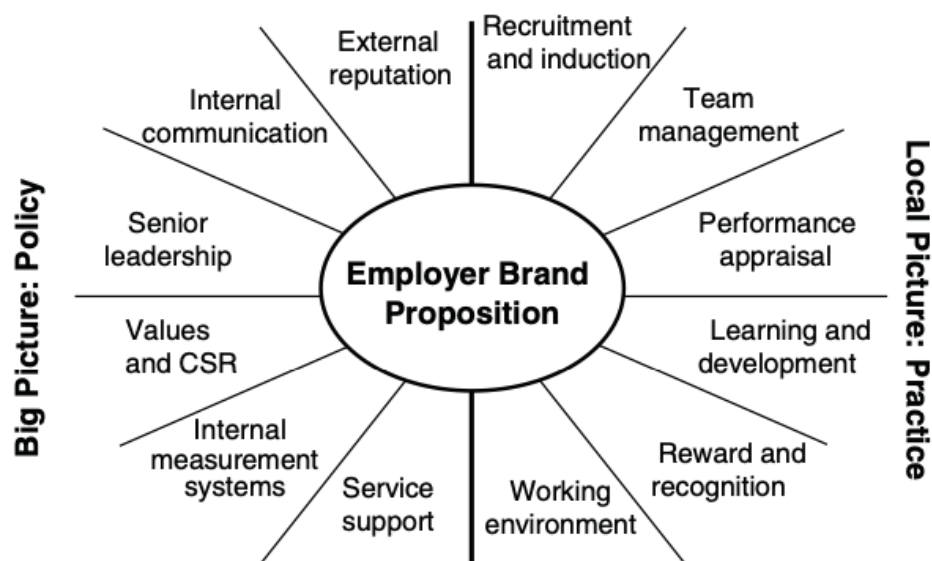 External
reputation
Recruitment
and induction
Internal
communication
Team
management
Senior
leadership
Performance
appraisal
Employer Brand
Proposition
Big Picture: Policy
Local Picture: Practice
Values
and CSR
Learning and
development
Internal
measurement
systems
Reward and
recognition
Service
support
Working
environment